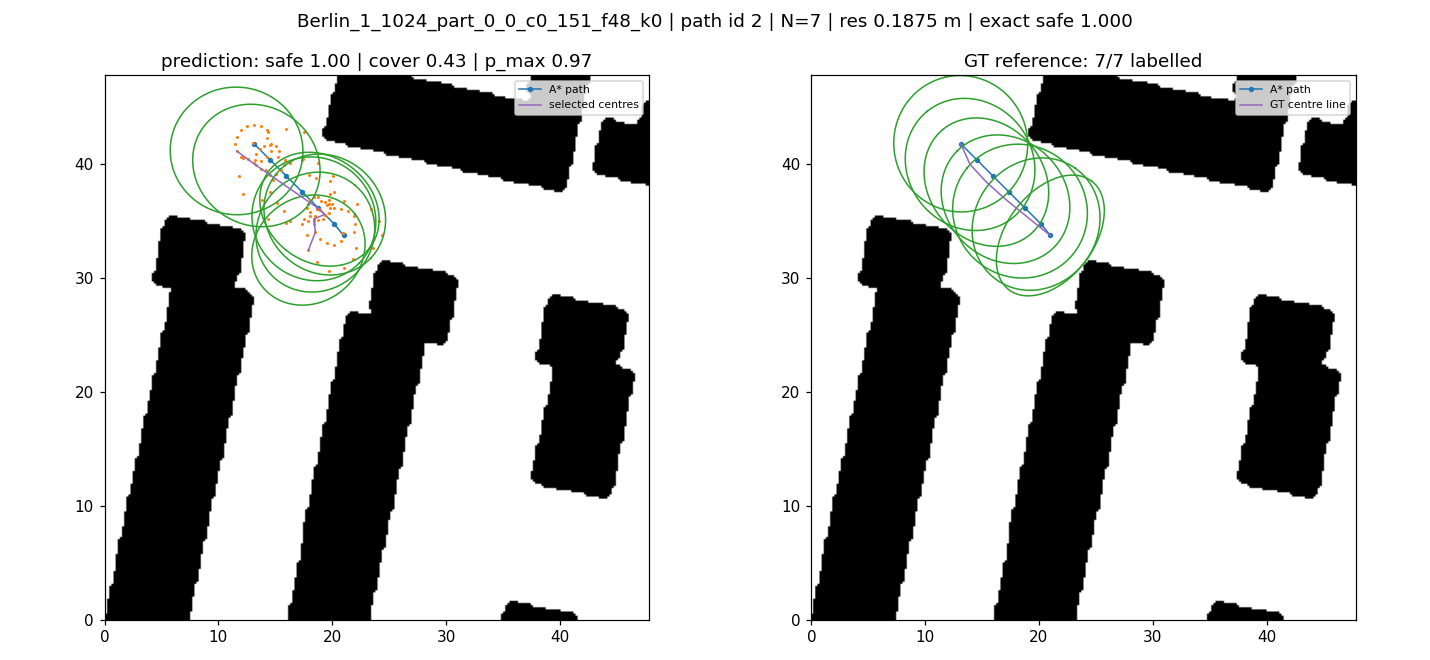 Berlin_1_1024_part_0_0_c0_151_f48_k0 | path id 2 | N=7 | res 0.1875 m | exact safe 1.000
prediction: safe 1.00 | cover 0.43 | p_max 0.97
GT reference: 7/7 labelled
A* path
selected centres
A* path
GT centre line
40
30
20
10
0
0
10
20
30
40
40
30
20
10
0
0
10
20
30
40